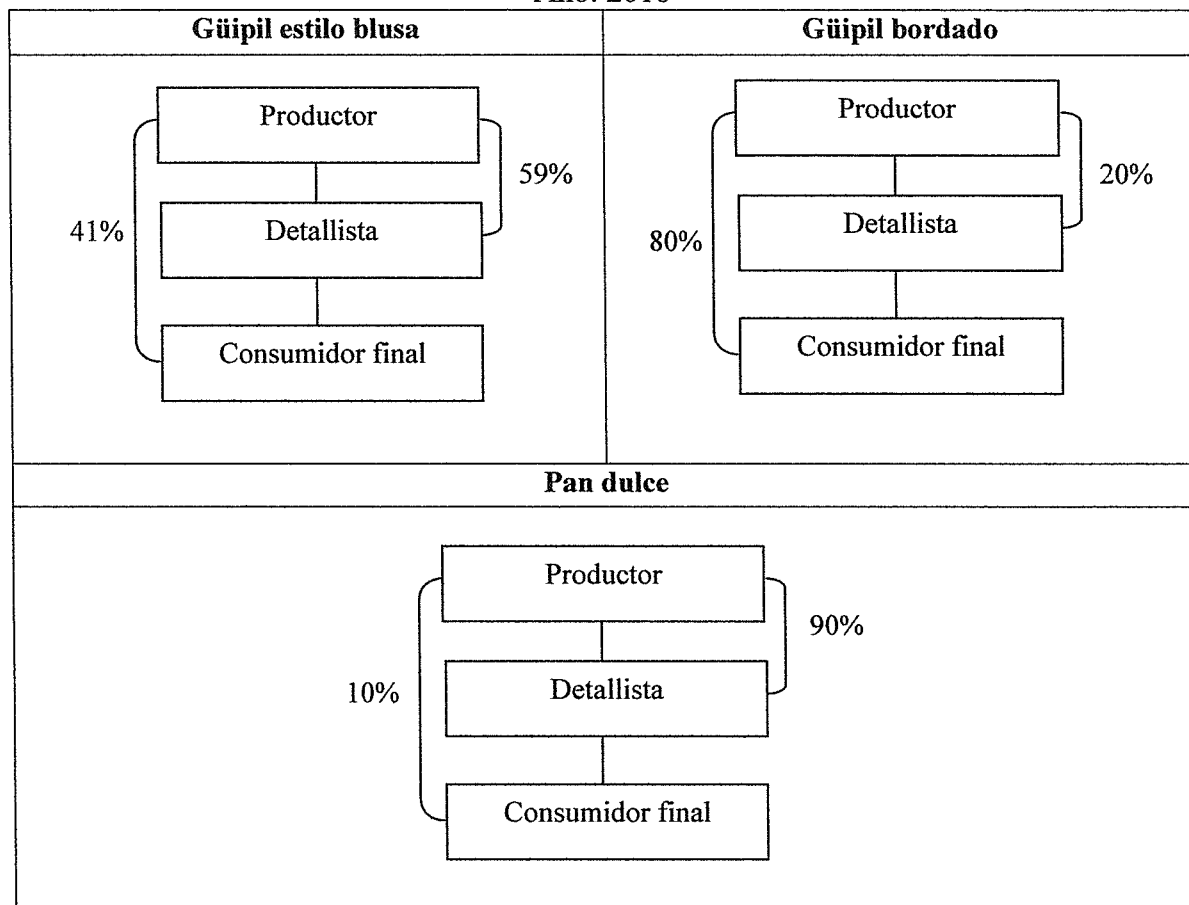 Güipil estilo blusa
Güipil bordado
Productor
59%
41%
Detallista
Consumidor final
Productor
20%
80%
Detallista
Consumidor final
Pan dulce
Productor
90%
10%
Detallista
Consumidor final